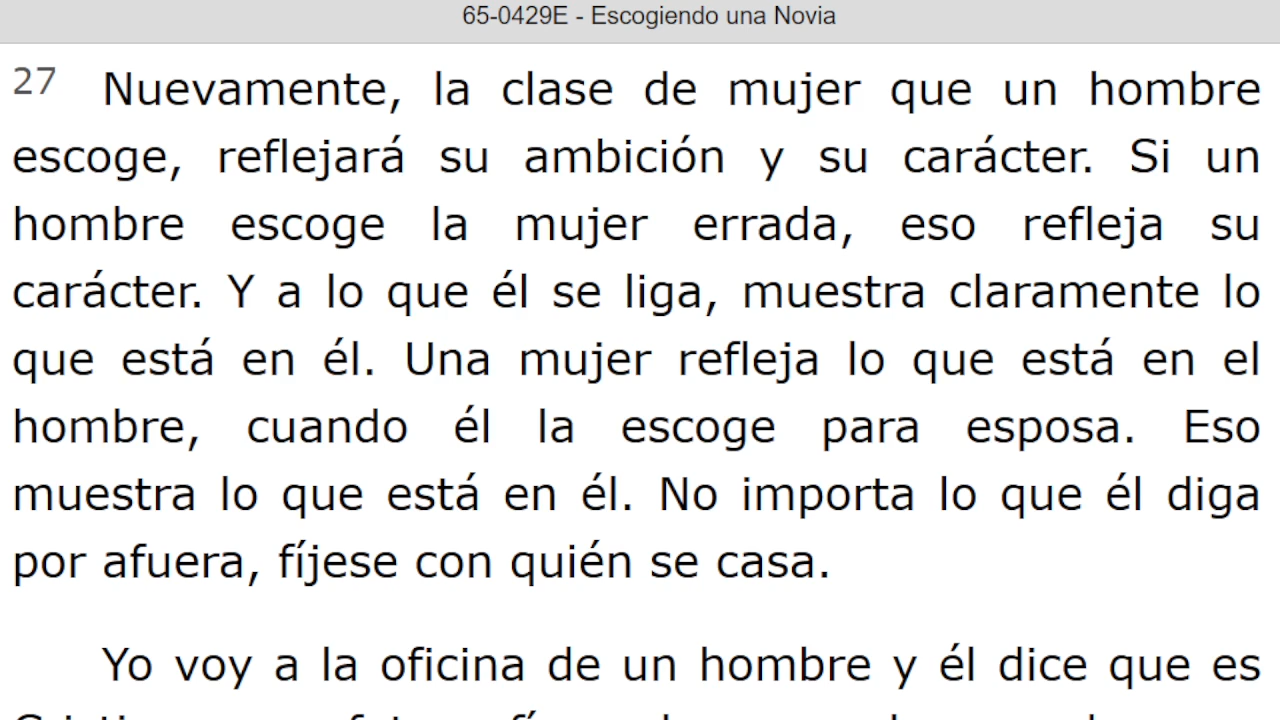 65-0429E - Escogiendo una Novia
27 Nuevamente, la clase de mujer que un hombre
escoge, reflejará su ambición y su carácter. Si un
hombre escoge la mujer errada, eso refleja su
carácter. Y a lo que él se liga, muestra claramente lo
que está en él. Una mujer refleja lo que está en el
hombre, cuando él la escoge para esposa. Eso
muestra lo que está en él. No importa lo que él diga
por afuera, fíjese con quién se casa.
Yo voy a la oficina de un hombre y él dice que es